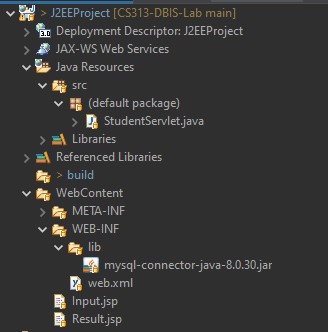 > J2EEProject [CS313-DBIS-Lab main]
Deployment Descriptor: J2EEProject
JAX-WS Web Services
Java Resources
src
(default package)
StudentServlet.java
Libraries
Referenced Libraries
> build
WebContent
META-INF
WEB-INF
lib
mysql-connector-java-8.0.30.jar
web.xml
Input.jsp
Result.jsp